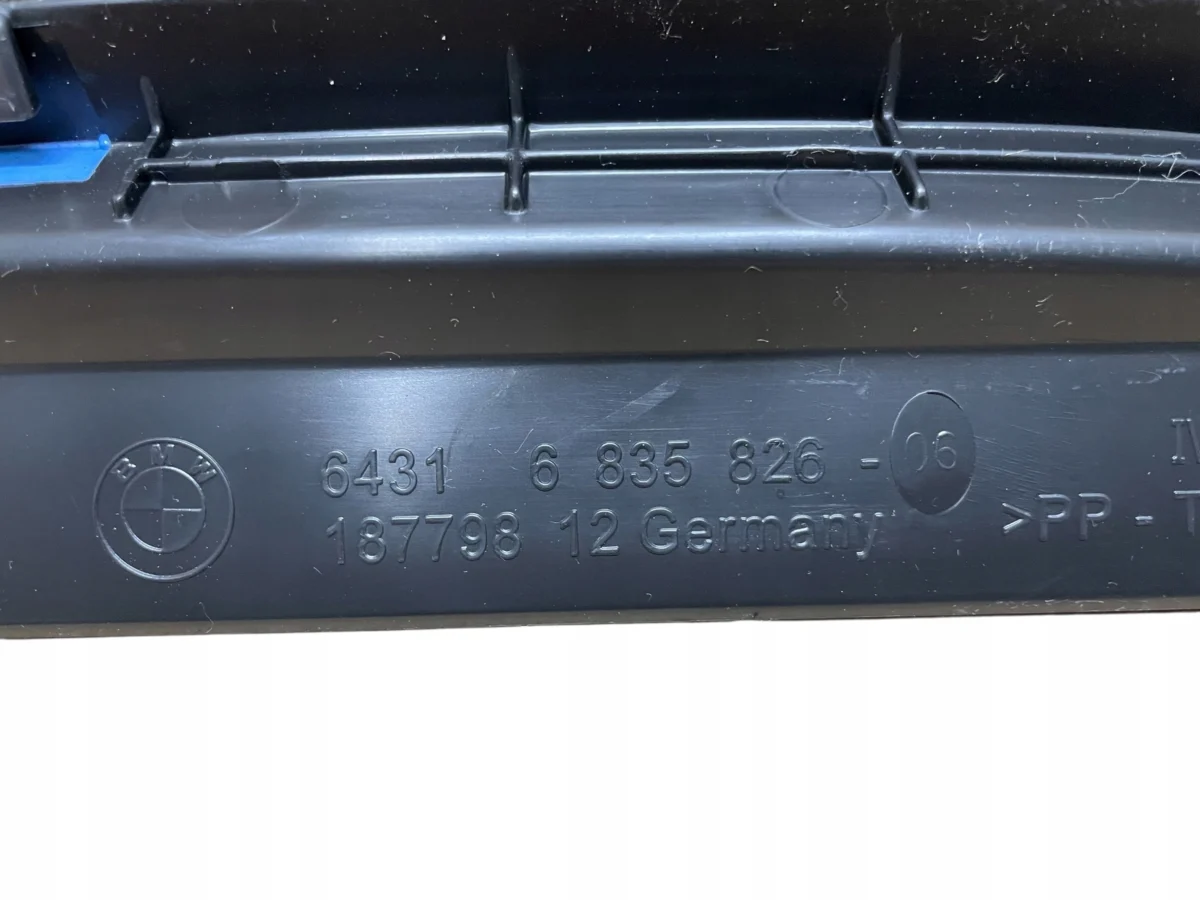 BMW
6431 6 835 826 - 06
187798 12 Germany
>PP - T